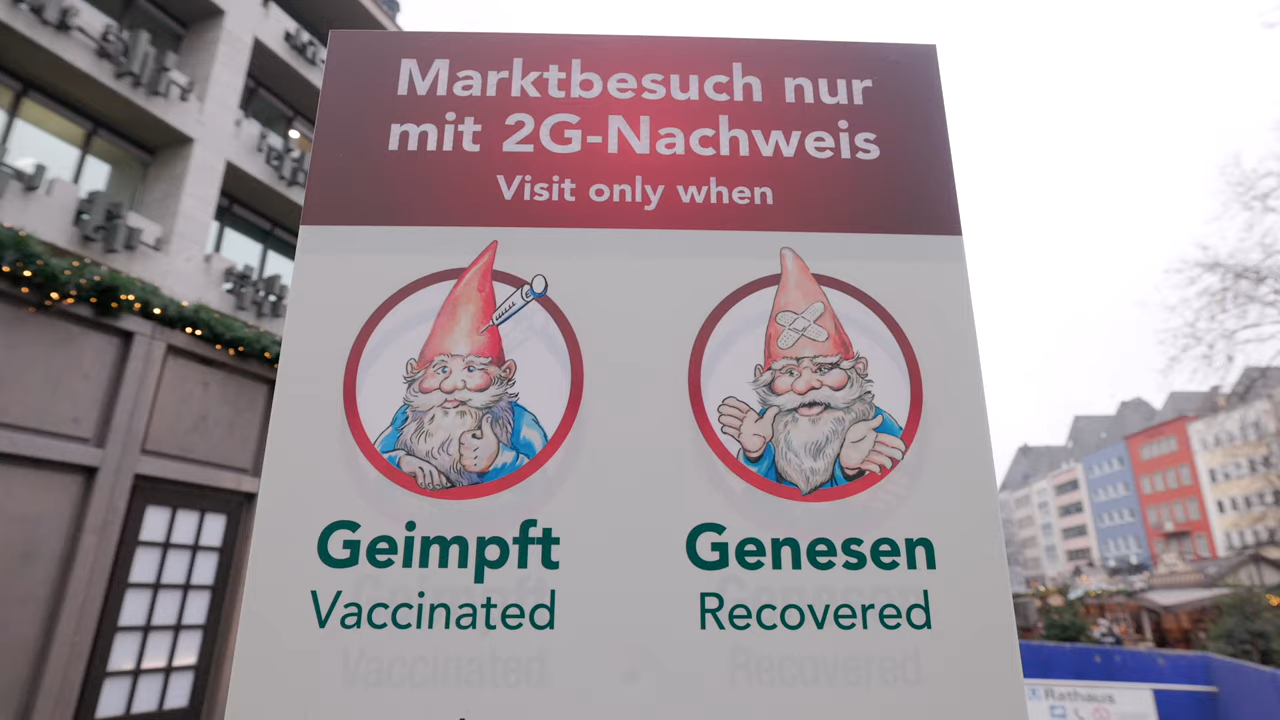 Marktbesuch nur
mit 2G-Nachweis
Visit only when
Geimpft
Vaccinated
Genesen
Recovered
Rathaus